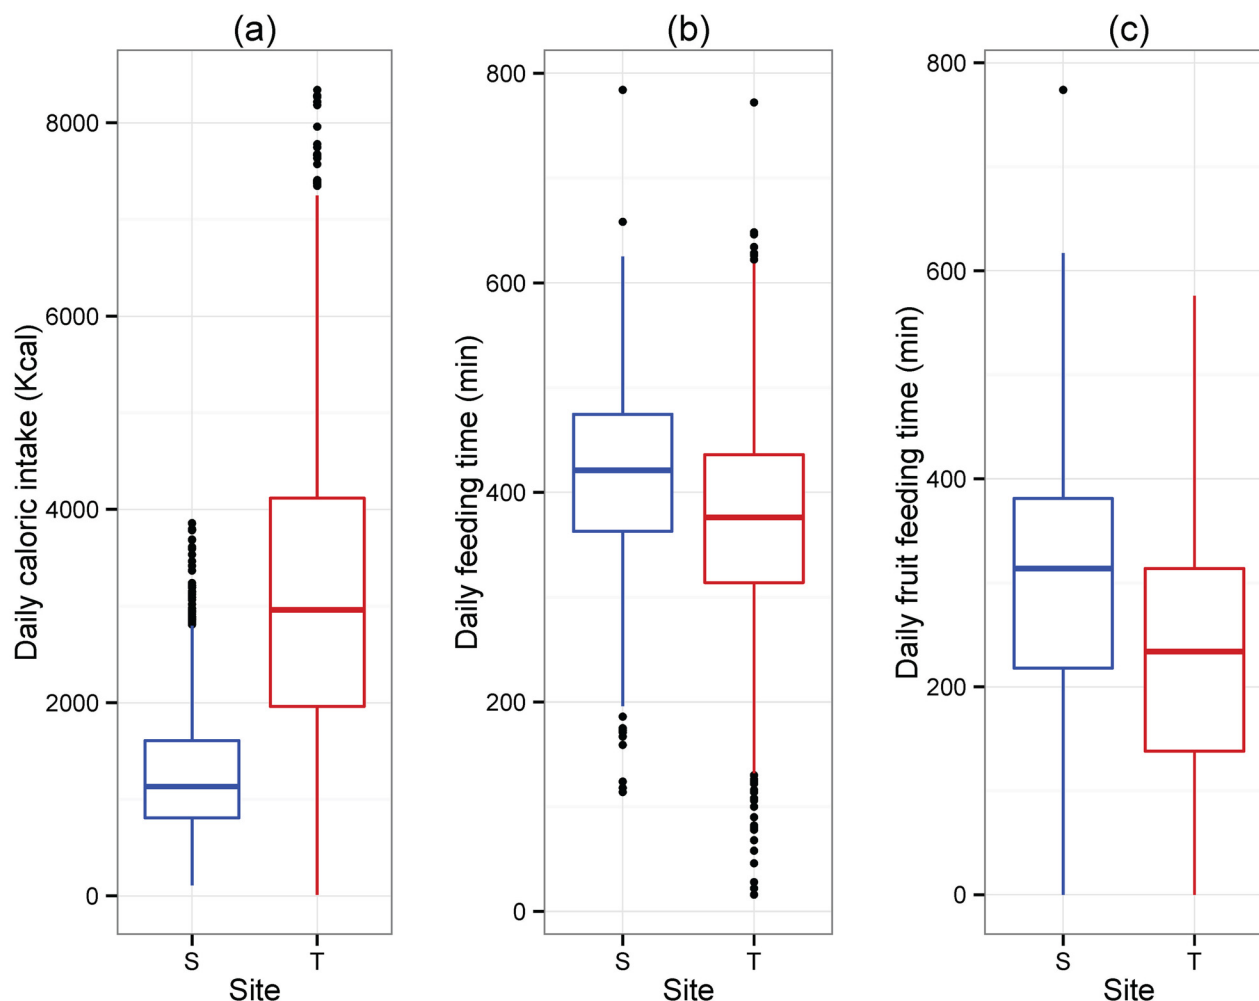 (a)
Daily caloric intake (Kcal)
8000
6000
4000
2000
0
S T
Site
(b)
Daily feeding time (min)
800
600
400
200
0
S T
Site
(c)
Daily fruit feeding time (min)
800
600
400
200
0
S T
Site